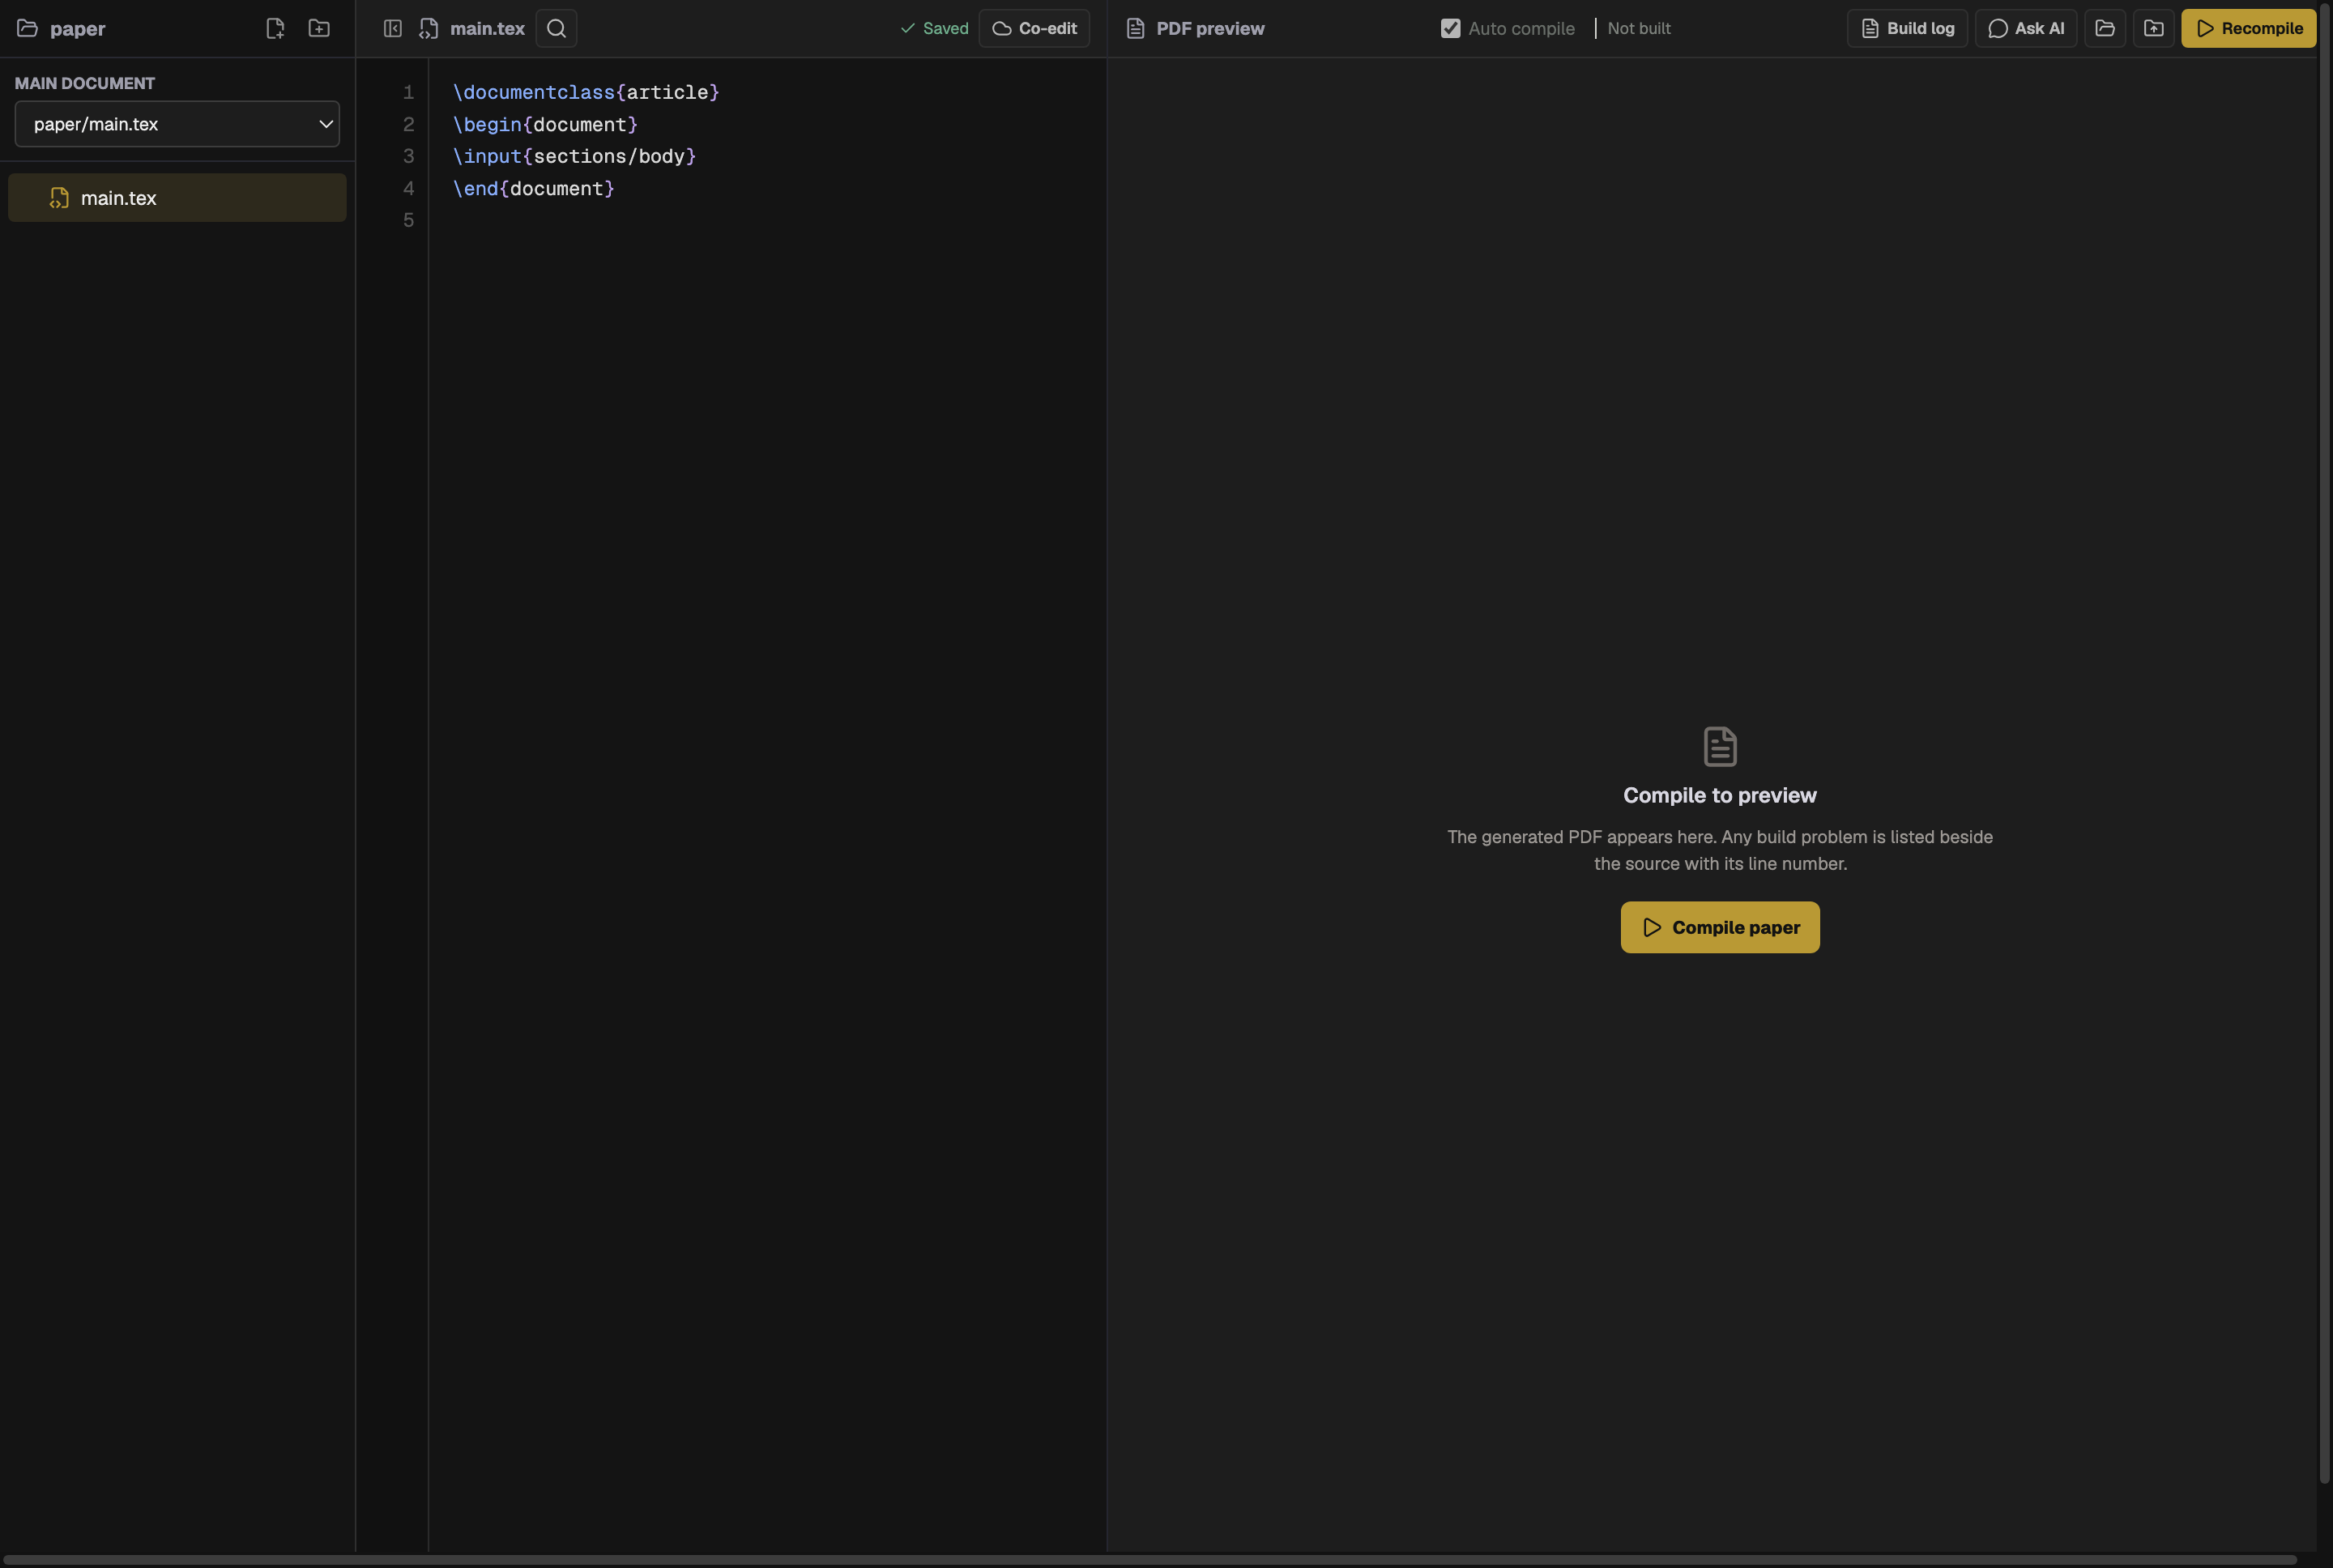 paper
MAIN DOCUMENT
paper/main.tex
main.tex
main.tex
Saved
Co-edit
1 \documentclass{article}
2 \begin{document}
3 \input{sections/body}
4 \end{document}
5
PDF preview
Auto compile
Not built
Build log
Ask AI
Recompile
Compile to preview
The generated PDF appears here. Any build problem is listed beside
the source with its line number.
Compile paper